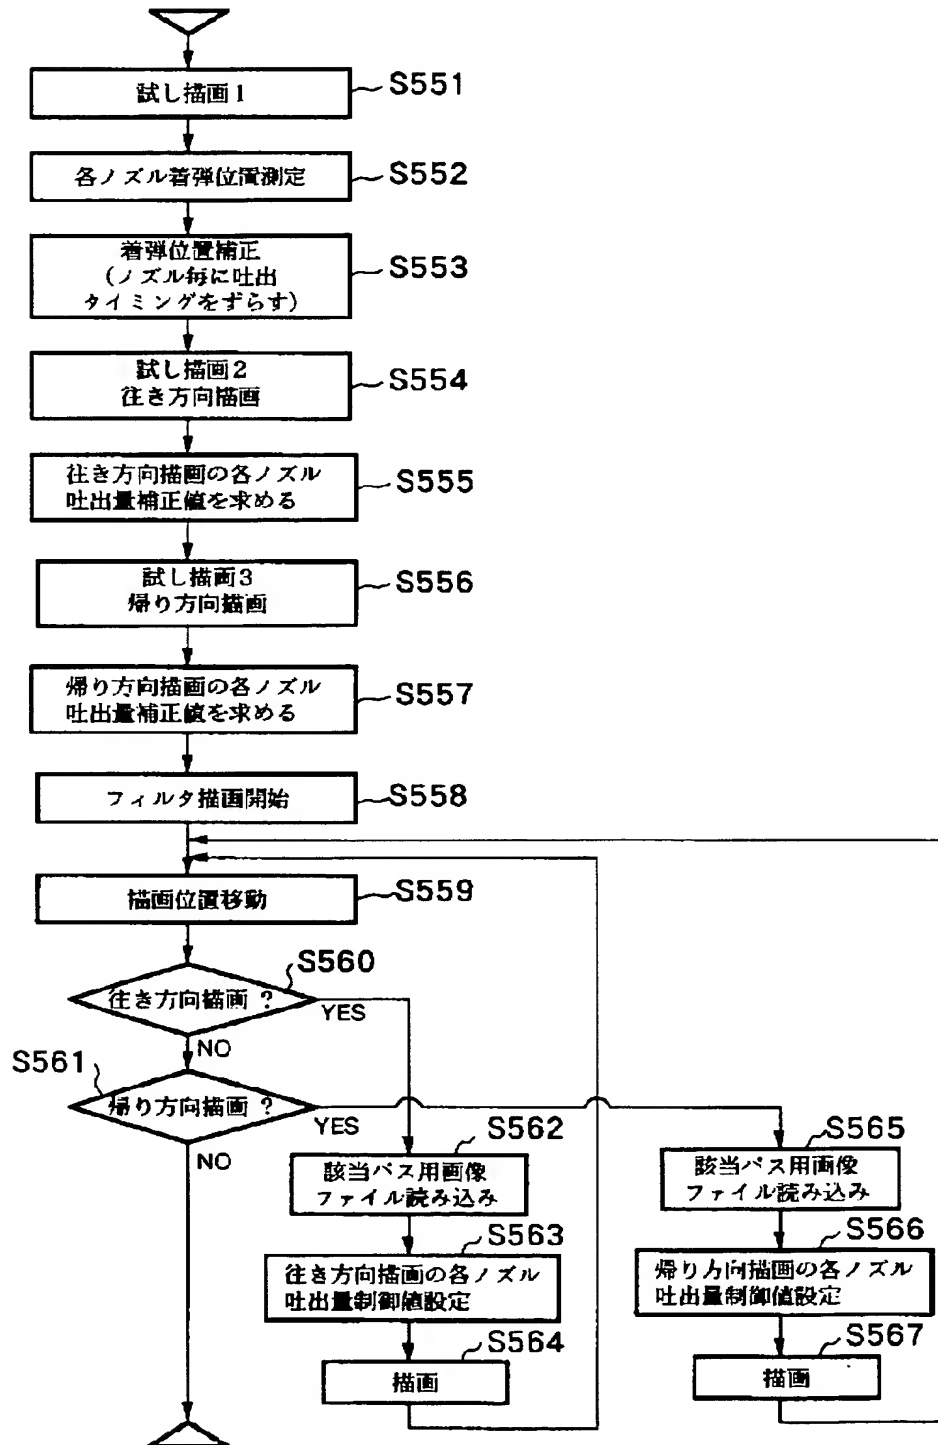 試し描画1
S551
各ノズル着弾位置測定
S552
着弾位置補正
(ノズル毎に吐出
タイミングをずらす)
S553
試し描画2
往き方向描画
S554
往き方向描画の各ノズル
吐出量補正値を求める
S555
試し描画3
帰り方向描画
S556
帰り方向描画の各ノズル
吐出量補正値を求める
S557
フィルタ描画開始
S558
描画位置移動
S559
S560
往き方向描画?
YES
NO
S561
帰り方向描画?
YES
NO
S562
該当パス用画像
ファイル読み込み
S563
往き方向描画の各ノズル
吐出量制御値設定
S564
描画
S565
該当パス用画像
ファイル読み込み
S566
帰り方向描画の各ノズル
吐出量制御値設定
S567
描画